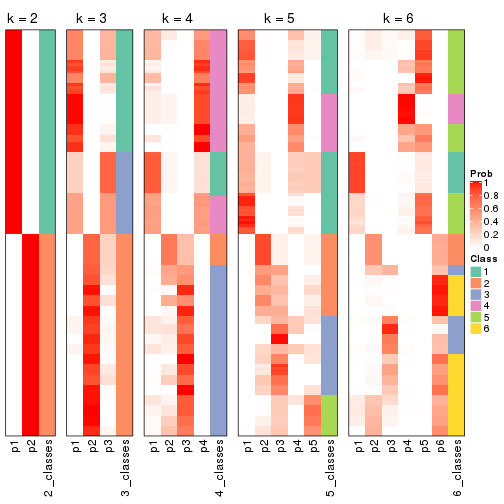 k = 2
k = 3
k = 4
k = 5
k = 6
Prob
1
0.8
0.6
0.4
0.2
0
Class
1
2
3
4
5
6
p1
p2
2_classes
p1
p2
p3
3_classes
p1
p2
p3
p4
4_classes
p1
p2
p3
p4
p5
5_classes
p1
p2
p3
p4
p5
p6
6_classes